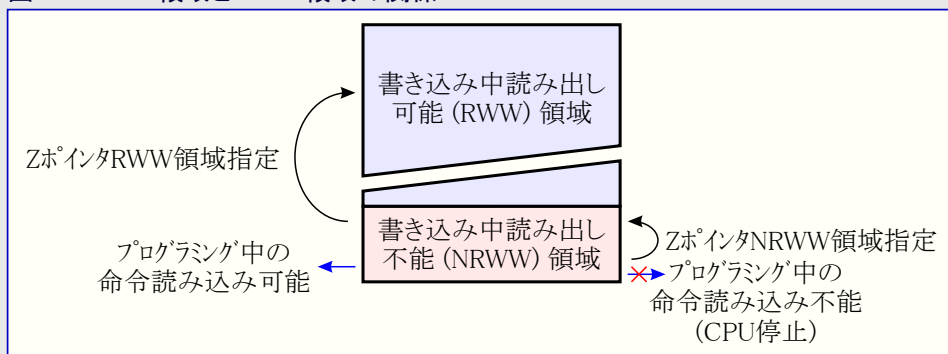 書き込み中読み出し
可能 (RWW) 領域
ZポインタRWW領域指定
書き込み中読み出し
不能 (NRWW) 領域
プログラミング中の
命令読み込み可能
ZポインタNRWW領域指定
プログラミング中の
命令読み込み不能
(CPU停止)